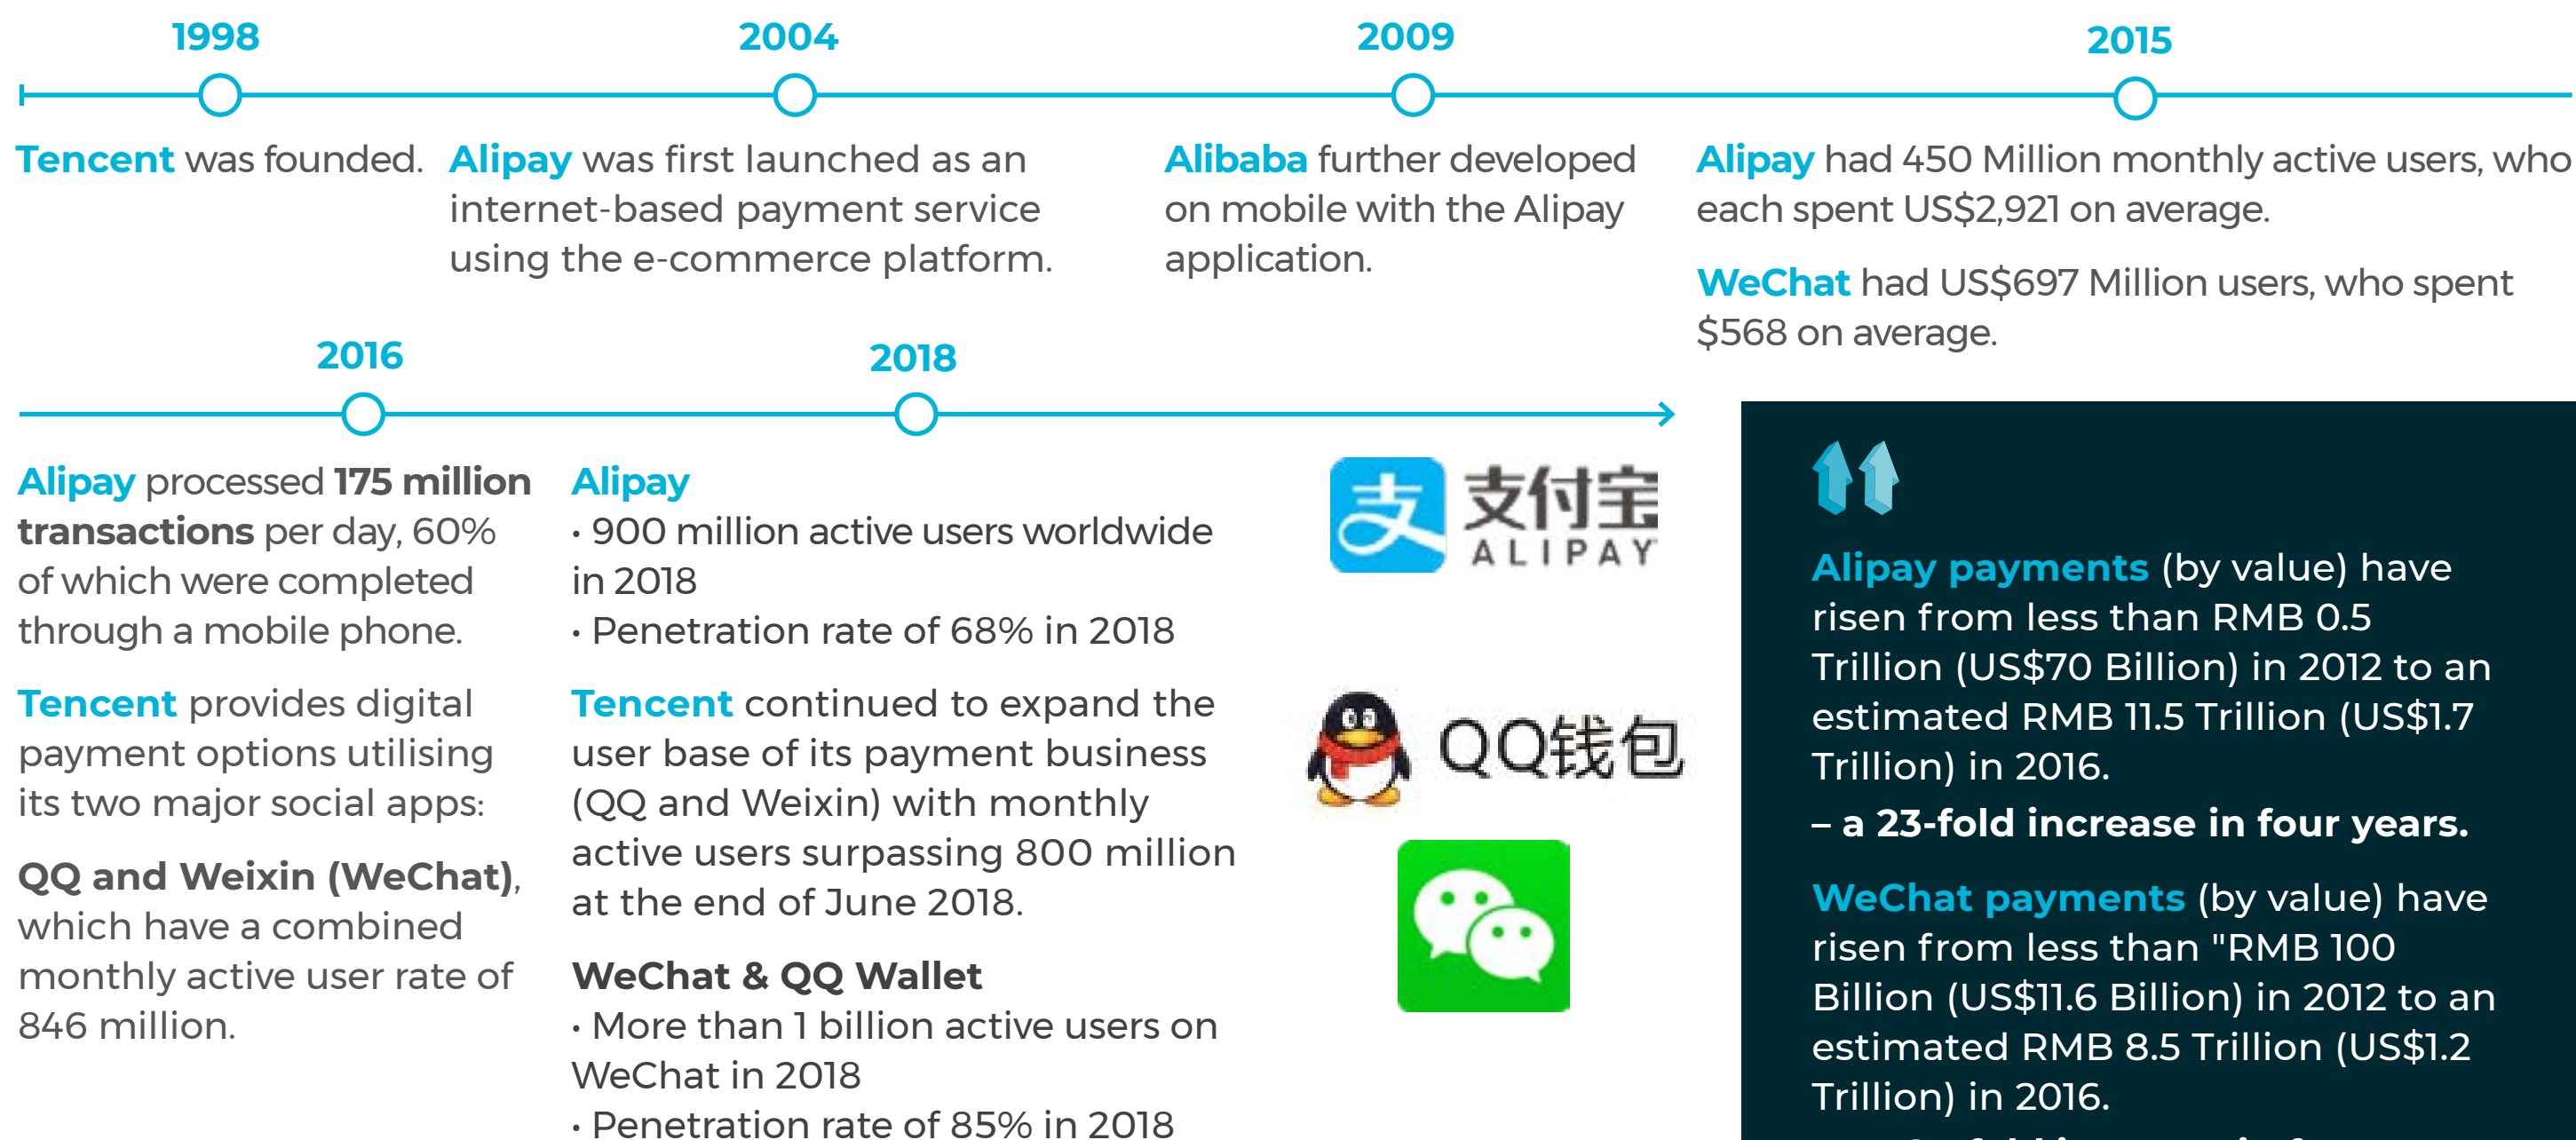 1998
Tencent was founded.
2004
Alipay was first launched as an
internet-based payment service
using the e-commerce platform.
2009
Alibaba further developed
on mobile with the Alipay
application.
2015
Alipay had 450 Million monthly active users, who
each spent US$2,921 on average.
WeChat had US$697 Million users, who spent
$568 on average.
2016
Alipay processed 175 million
transactions per day, 60%
of which were completed
through a mobile phone.
Tencent provides digital
payment options utilising
its two major social apps:
QQ and Weixin (WeChat),
which have a combined
monthly active user rate of
846 million.
2018
Alipay
• 900 million active users worldwide
in 2018
• Penetration rate of 68% in 2018
Tencent continued to expand the
user base of its payment business
(QQ and Weixin) with monthly
active users surpassing 800 million
at the end of June 2018.
WeChat & QQ Wallet
• More than 1 billion active users on
WeChat in 2018
• Penetration rate of 85% in 2018
支
支付宝
ALIPAY
QQ钱包
Alipay payments (by value) have
risen from less than RMB 0.5
Trillion (US$70 Billion) in 2012 to an
estimated RMB 11.5 Trillion (US$1.7
Trillion) in 2016.
– a 23-fold increase in four years.
WeChat payments (by value) have
risen from less than "RMB 100
Billion (US$11.6 Billion) in 2012 to an
estimated RMB 8.5 Trillion (US$1.2
Trillion) in 2016.